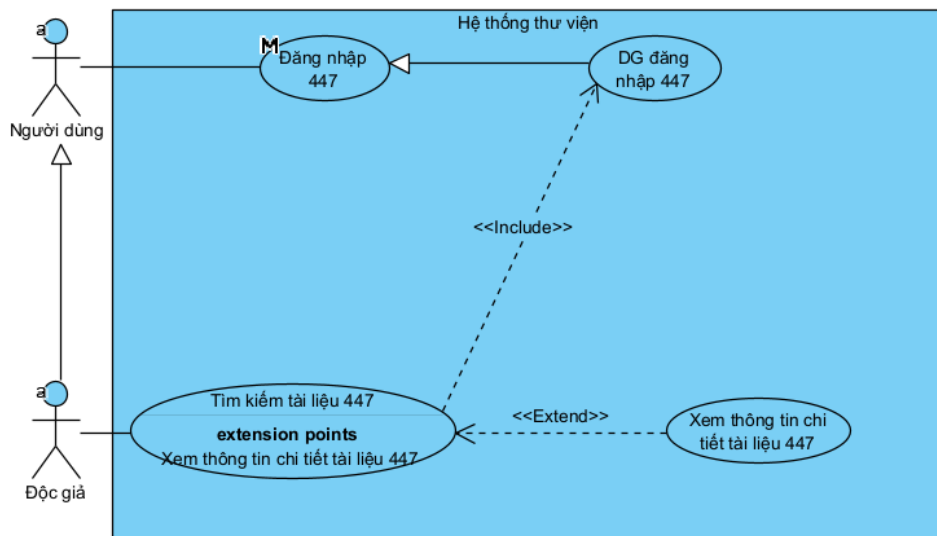 Hệ thống thư viện
a
M
Đăng nhập
447
DG đăng
nhập 447
Người dùng
<<Include>>
a
Tìm kiếm tài liệu 447
extension points
Xem thông tin chi tiết tài liệu 447
<<Extend>>
Xem thông tin chi
tiết tài liệu 447
Độc giả